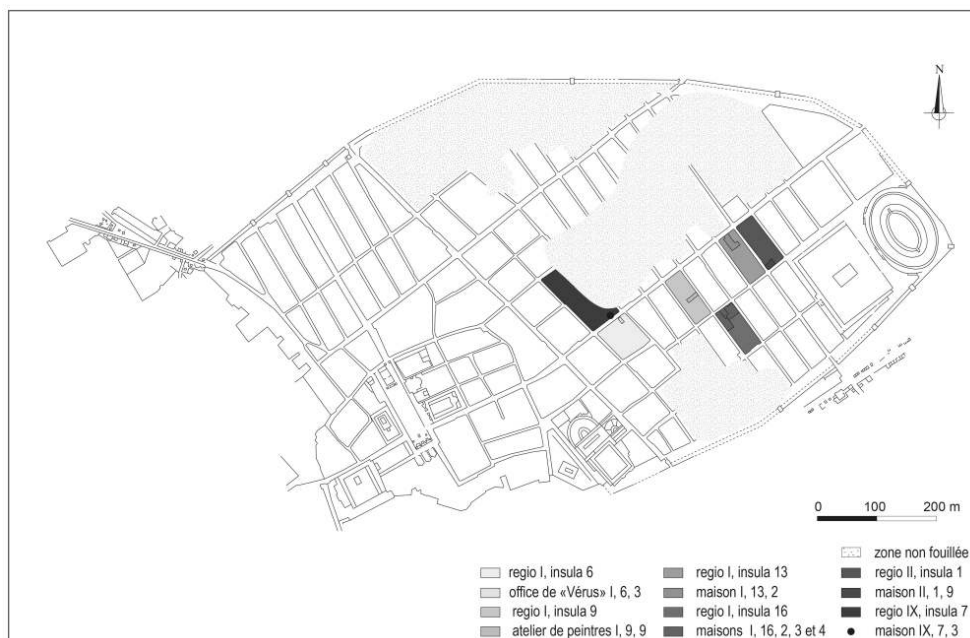 N
0 100 200 m
zone non fouillée
regio I, insula 6
regio I, insula 13
regio II, insula 1
office de «Vérus» I, 6, 3
maison I, 13, 2
maison II, 1, 9
regio I, insula 9
regio I, insula 16
regio IX, insula 7
atelier de peintres I, 9, 9
maisons I, 16, 2, 3 et 4
maison IX, 7, 3